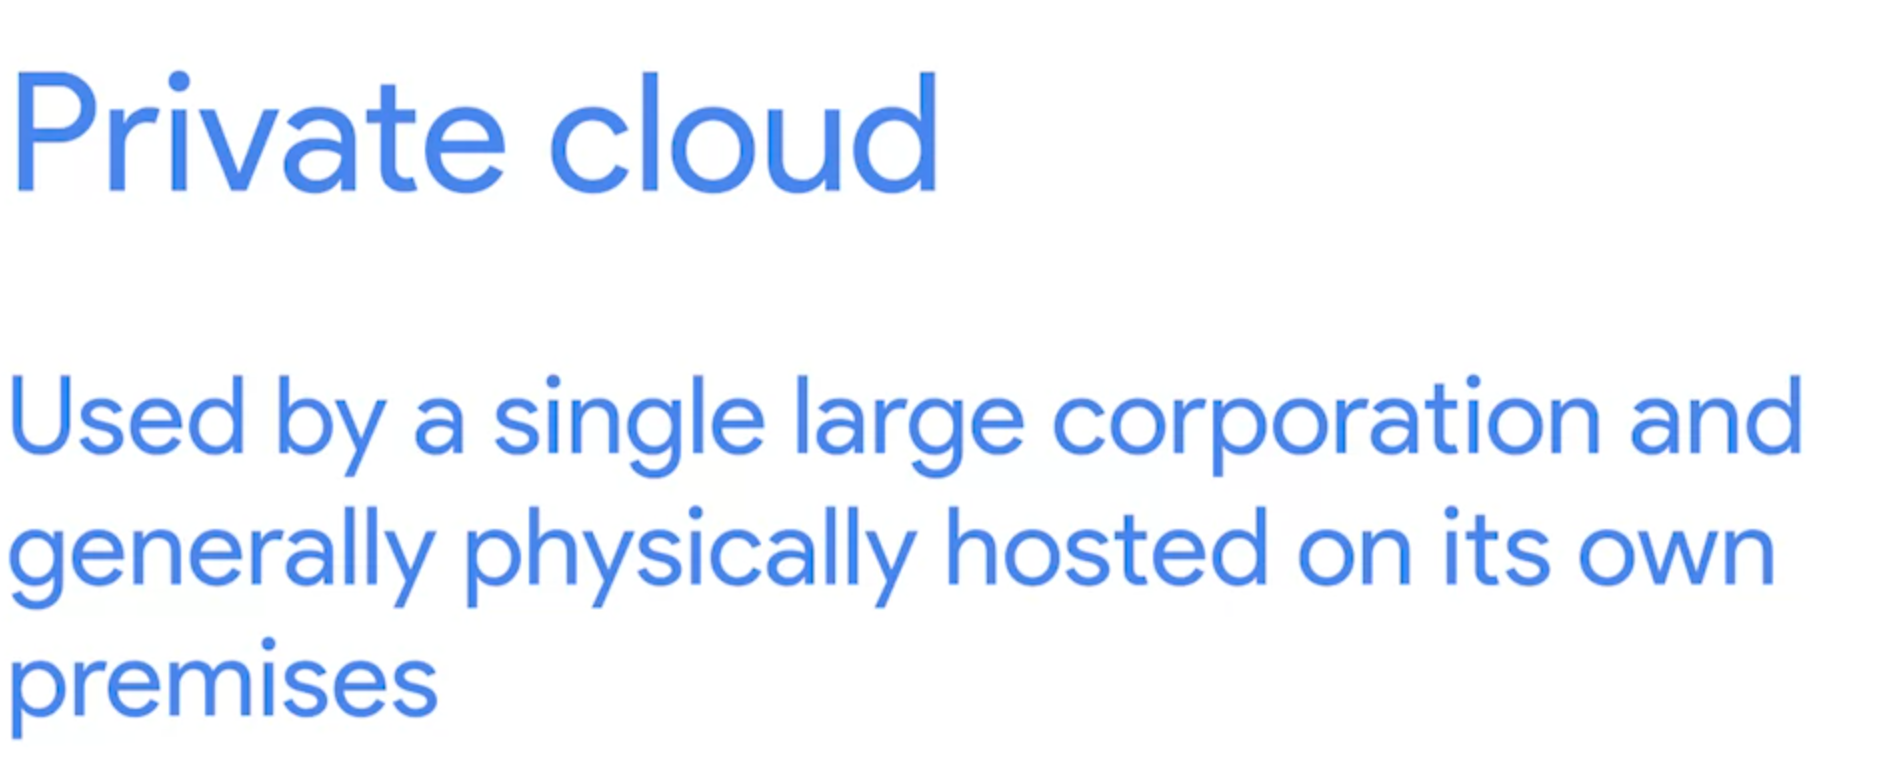 Private cloud
Used by a single large corporation and
generally physically hosted on its own
premises